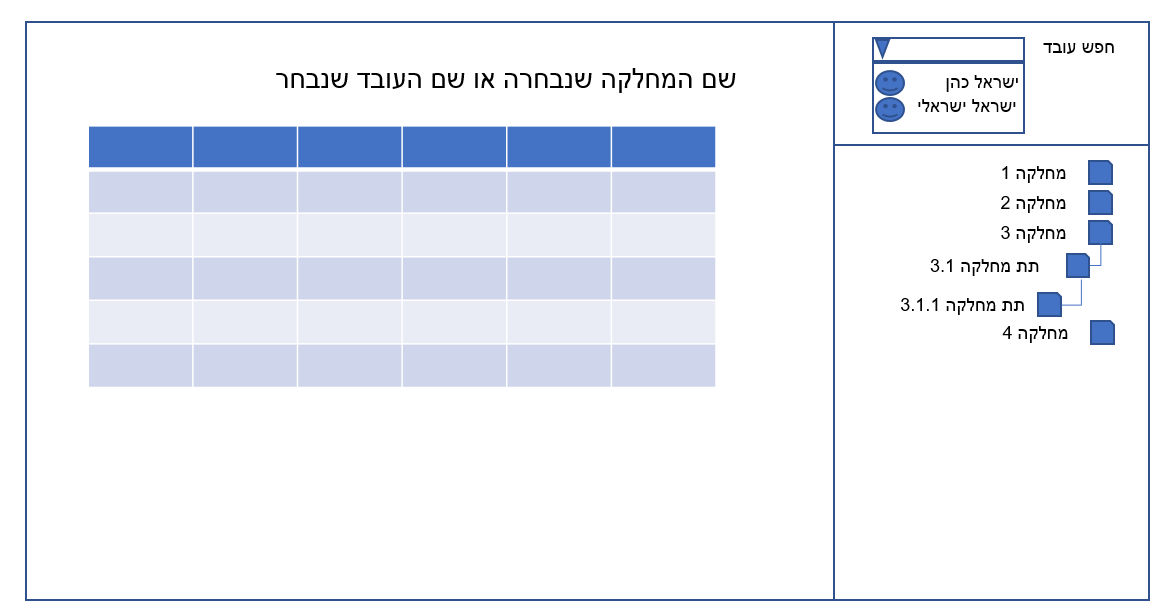 חפש עובד
ישראל כהן
ישראל ישראלי
שם המחלקה שנבחרה או שם העובד שנבחר
מחלקה 1
מחלקה 2
מחלקה 3
תת מחלקה 3.1
תת מחלקה 3.1.1
מחלקה 4